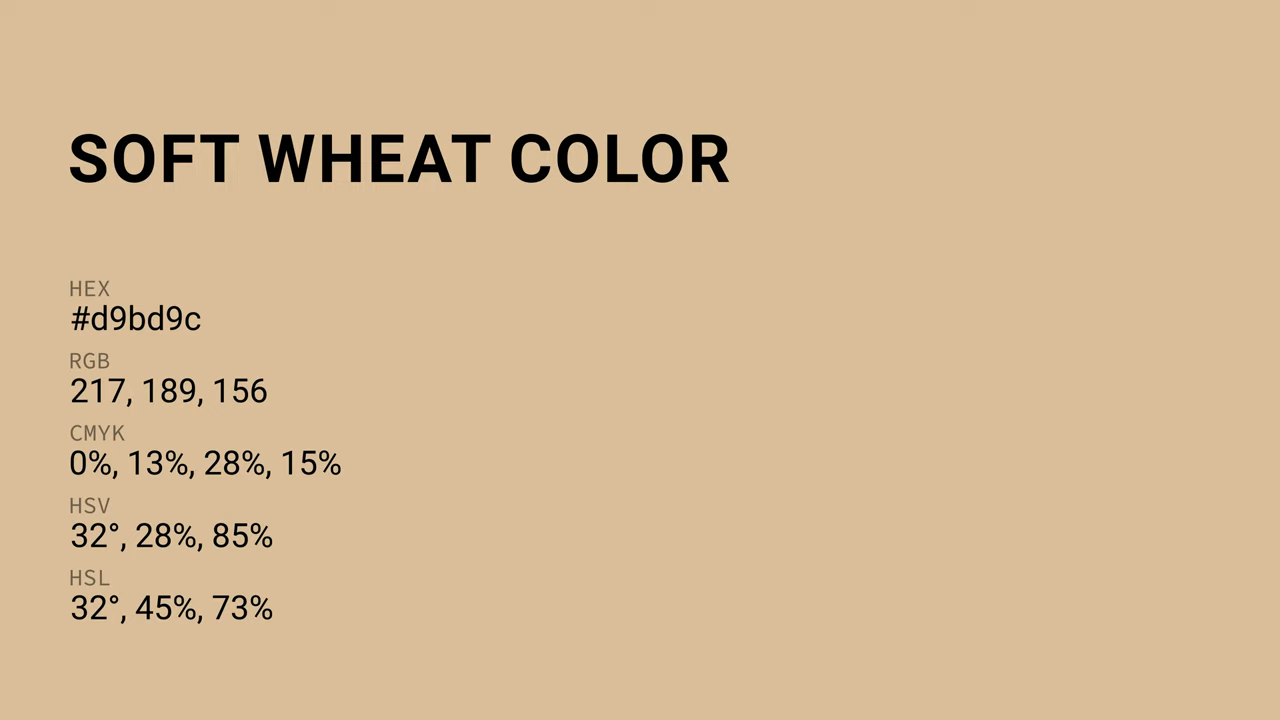 SOFT WHEAT COLOR
HEX
#d9bd9c
RGB
217, 189, 156
CMYK
0%, 13%, 28%, 15%
HSV
32°, 28%, 85%
HSL
32°, 45%, 73%